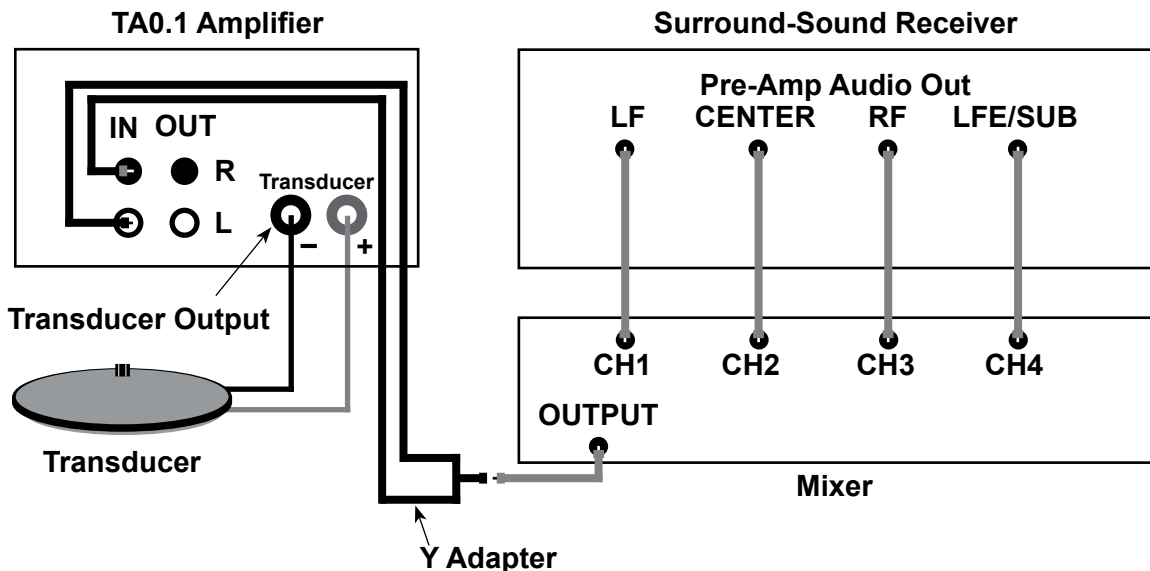 TA0.1 Amplifier
IN OUT
R
L
Transducer
− +
Transducer Output
Transducer
Y Adapter
Surround-Sound Receiver
Pre-Amp Audio Out
LF CENTER RF LFE/SUB
CH1 CH2 CH3 CH4
OUTPUT
Mixer